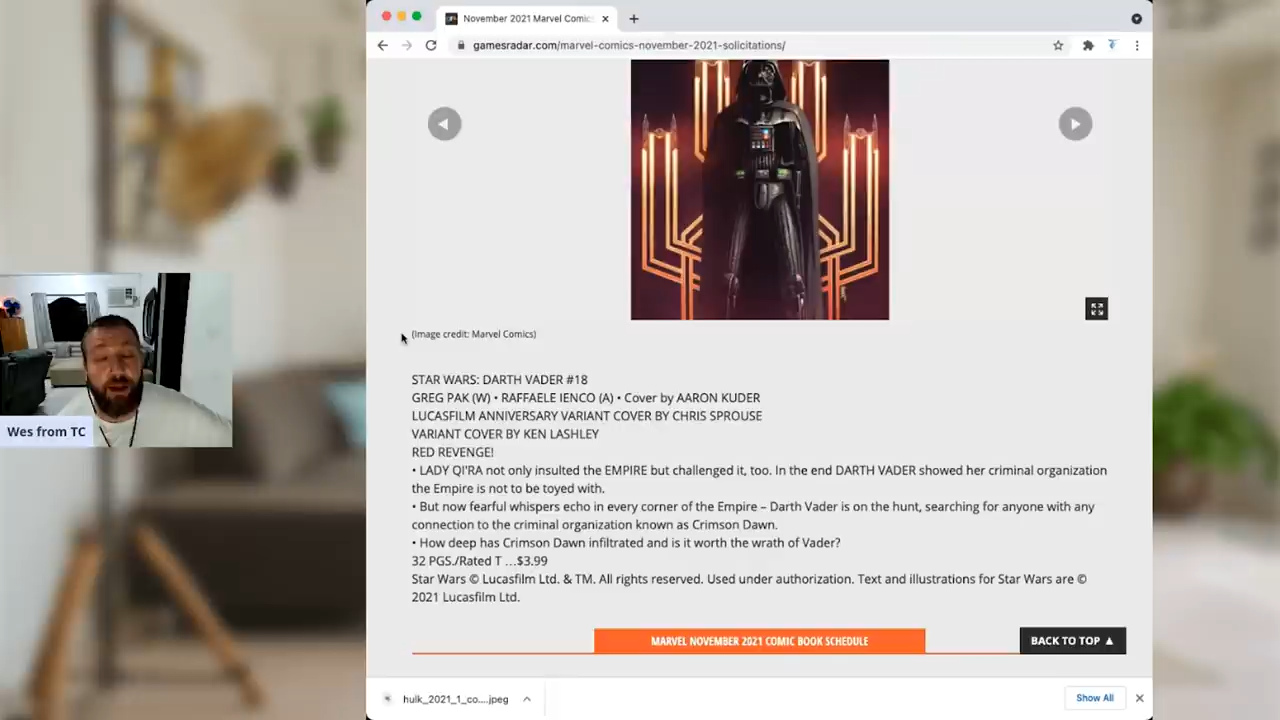 November 2021 Marvel Comic
gamesradar.com/marvel-comics-november-2021-solicitations/
(Image credit: Marvel Comics)
STAR WARS: DARTH VADER #18
GREG PAK (W) • RAFFAELE IENCO (A) • Cover by AARON KUDER
LUCASFILM ANNIVERSARY VARIANT COVER BY CHRIS SPROUSE
VARIANT COVER BY KEN LASHLEY
RED REVENGE!
• LADY QI'RA not only insulted the EMPIRE but challenged it, too. In the end DARTH VADER showed her criminal organization
the Empire is not to be toyed with.
• But now fearful whispers echo in every corner of the Empire – Darth Vader is on the hunt, searching for anyone with any
connection to the criminal organization known as Crimson Dawn.
• How deep has Crimson Dawn infiltrated and is it worth the wrath of Vader?
32 PGS./Rated T …$3.99
Star Wars © Lucasfilm Ltd. & TM. All rights reserved. Used under authorization. Text and illustrations for Star Wars are ©
2021 Lucasfilm Ltd.
Wes from TC
MARVEL NOVEMBER 2021 COMIC BOOK SCHEDULE
BACK TO TOP ▲
hulk_2021_1_co....jpeg
Show All